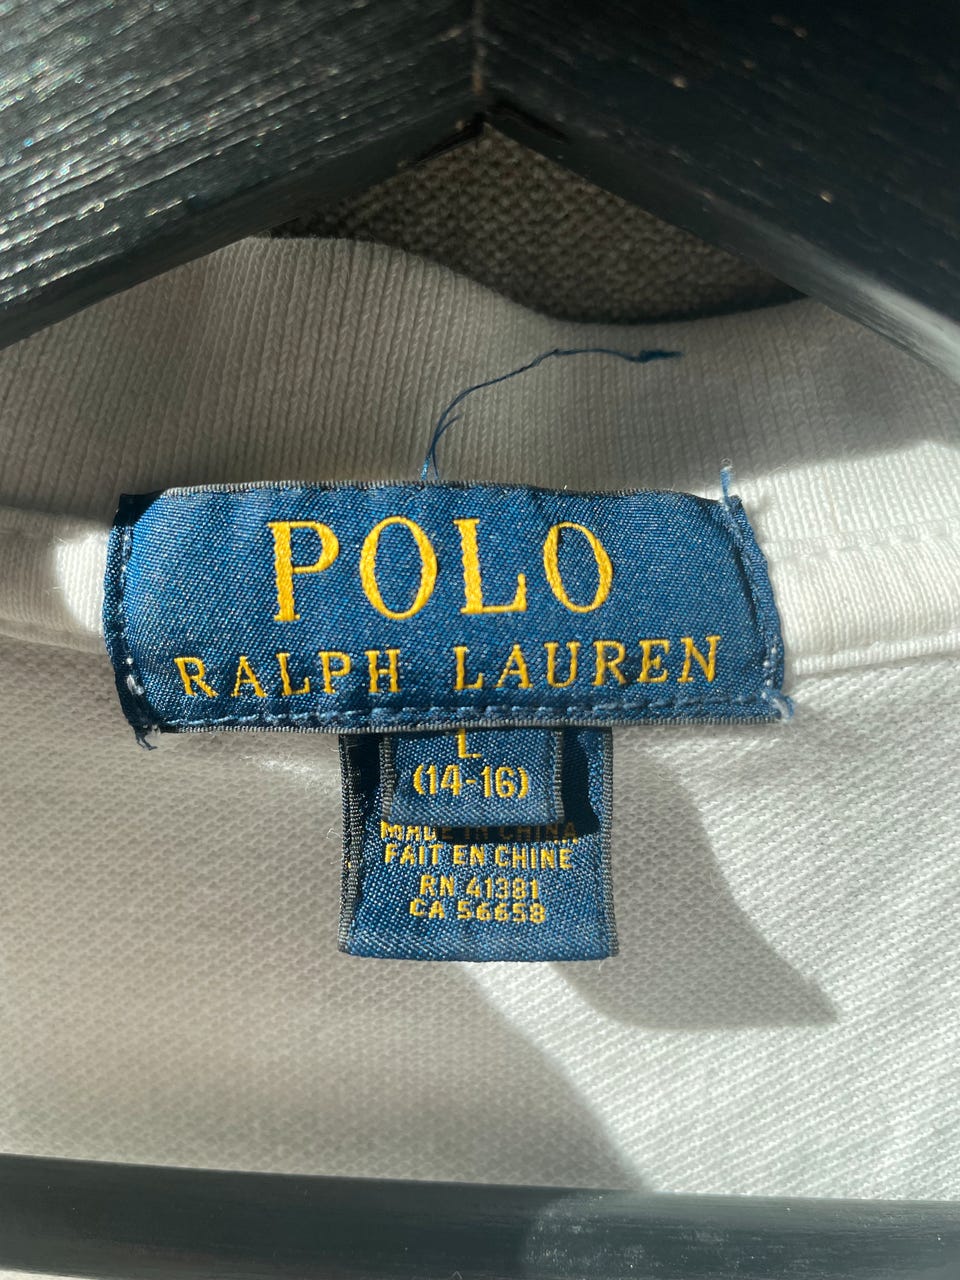 POLO
RALPH LAUREN
L
(14-16)
MADE IN CHINA
FAIT EN CHINE
RN 41381
CA 56658